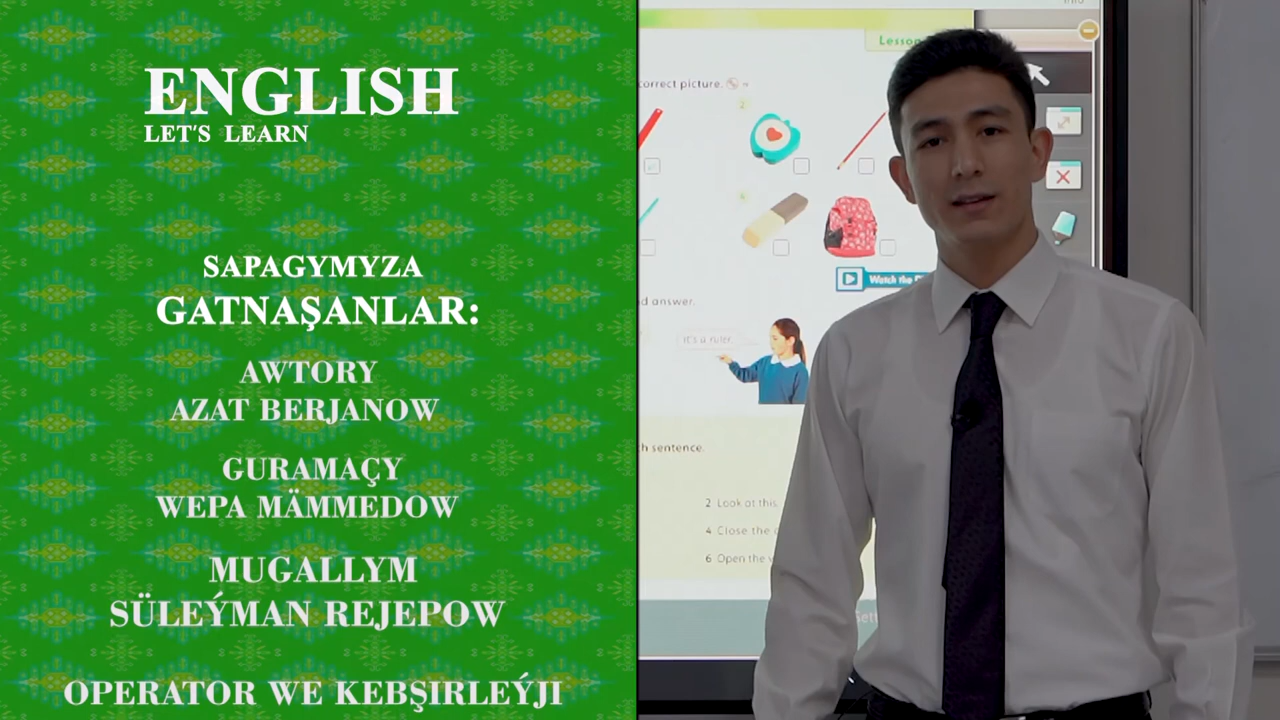 ENGLISH
LET'S LEARN
SAPAGYMYZA
GATNAŞANLAR:
AWTORY
AZAT BERJANOW
GURAMAÇY
WEPA MÄMMEDOW
MUGALLYM
SÜLEÝMAN REJEPOW
OPERATOR WE KEBŞIRLEÝJI
Lesson
correct picture.
Watch the
answer.
It's a ruler.
sentence.
2 Look at this.
4 Close the
6 Open the